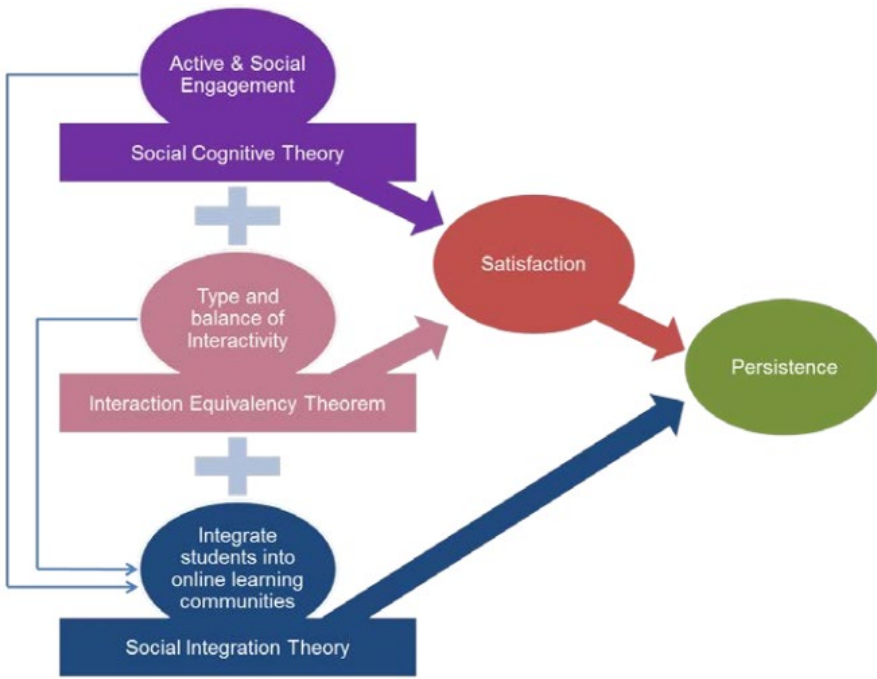 Active & Social
Engagement
Social Cognitive Theory
Type and
balance of
Interactivity
Interaction Equivalency Theorem
Integrate
students into
online learning
communities
Social Integration Theory
Satisfaction
Persistence